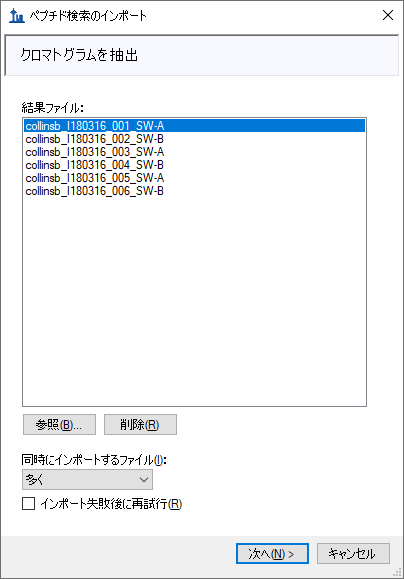 ペプチド検索のインポート
クロマトグラムを抽出
結果ファイル:
collinsb_I180316_001_SW-A
collinsb_I180316_002_SW-B
collinsb_I180316_003_SW-A
collinsb_I180316_004_SW-B
collinsb_I180316_005_SW-A
collinsb_I180316_006_SW-B
参照(B)... 削除(R)
同時にインポートするファイル(I):
多く
インポート失敗後に再試行(R)
次へ(N) > キャンセル